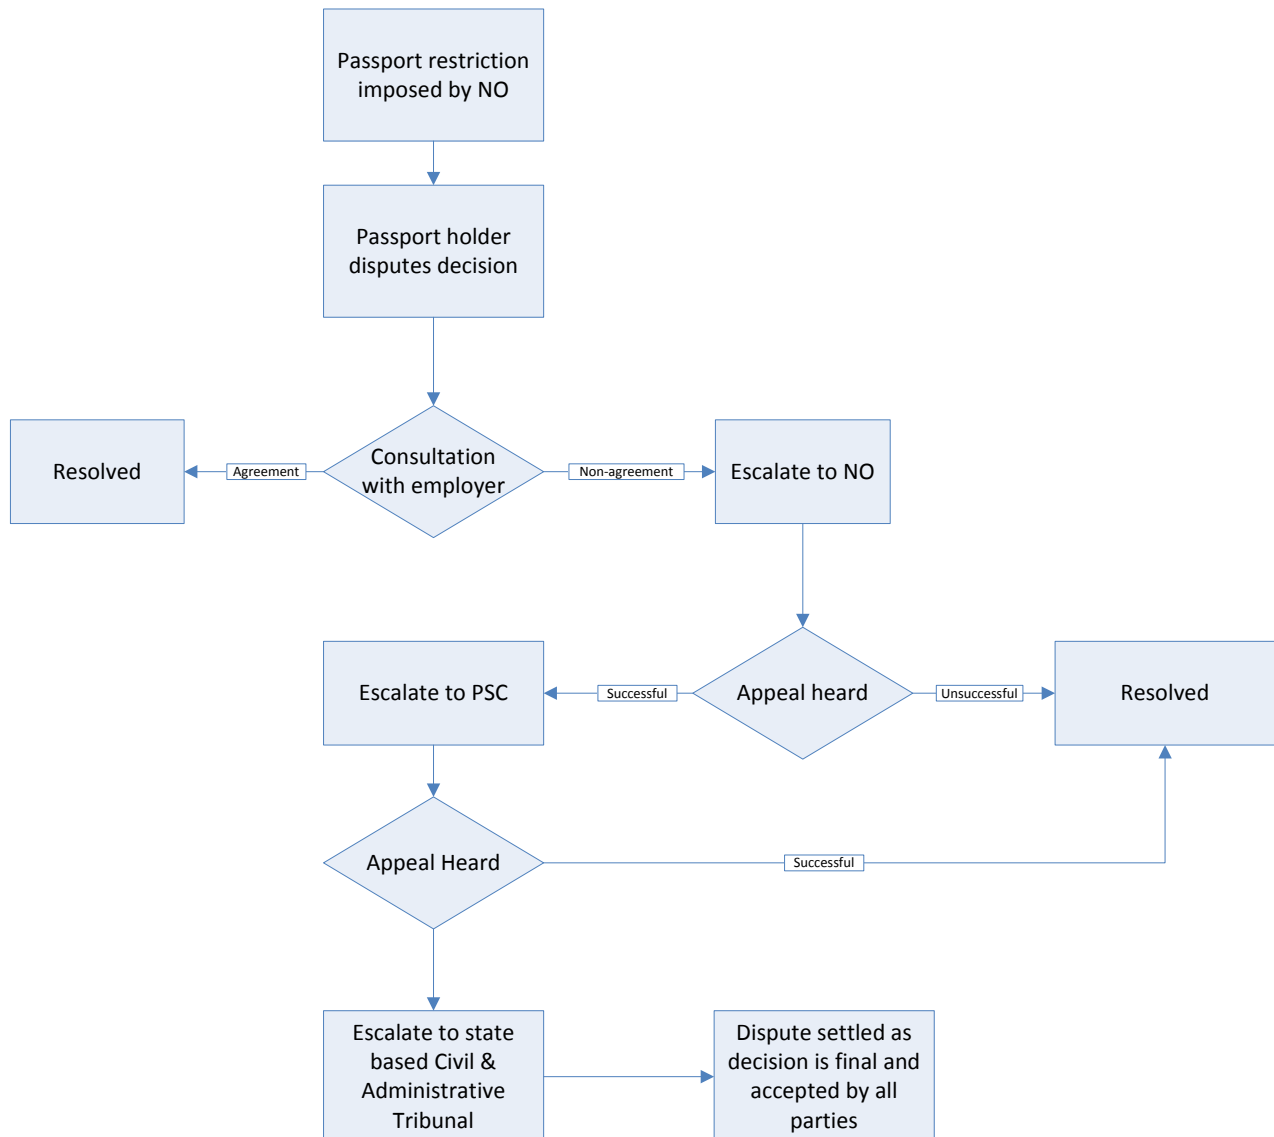 Passport restriction
imposed by NO
Passport holder
disputes decision
Resolved
Agreement
Consultation
with employer
Non-agreement
Escalate to NO
Escalate to PSC
Successful
Appeal heard
Unsuccessful
Resolved
Appeal Heard
Successful
Escalate to state
based Civil &
Administrative
Tribunal
Dispute settled as
decision is final and
accepted by all
parties